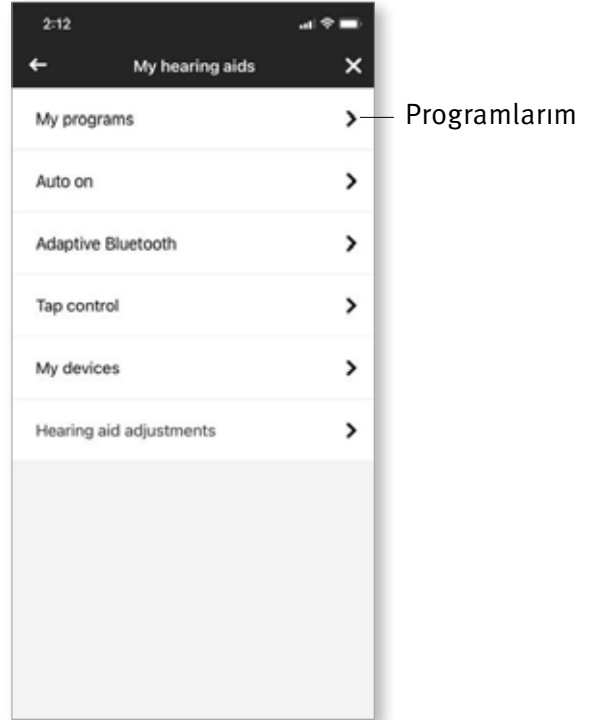 2:12
My hearing aids
My programs
Programlarım
Auto on
Adaptive Bluetooth
Tap control
My devices
Hearing aid adjustments